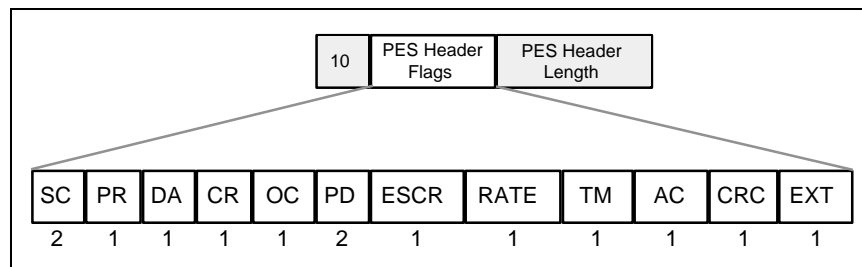 10 PES Header Flags PES Header Length
SC PR DA CR OC PD ESCR RATE TM AC CRC EXT
2 1 1 1 1 2 1 1 1 1 1 1